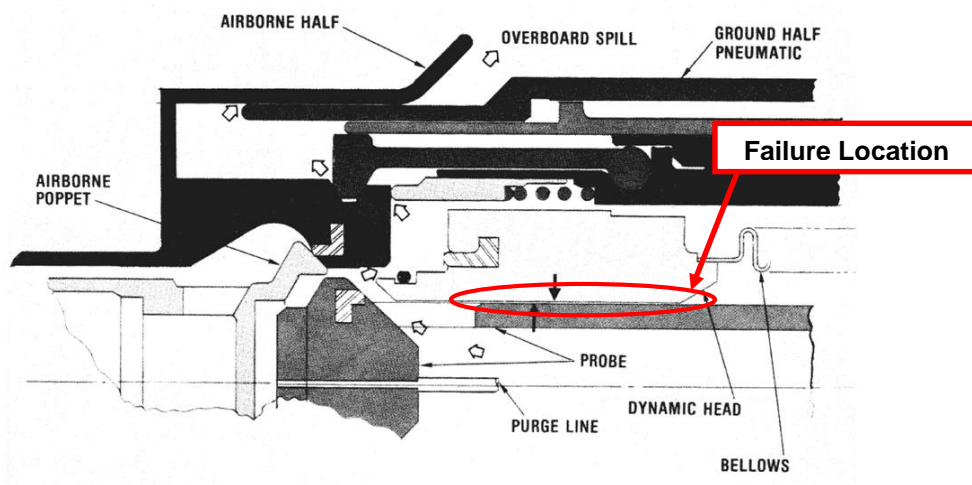 AIRBORNE HALF
OVERBOARD SPILL
GROUND HALF
PNEUMATIC
Failure Location
AIRBORNE
POPPET
PROBE
DYNAMIC HEAD
PURGE LINE
BELLOWS